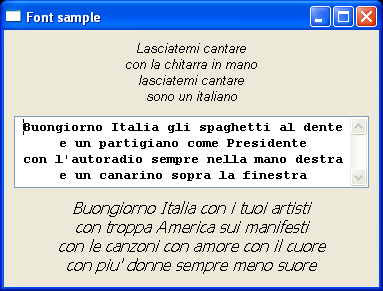 Font sample
Lasciatemi cantare
con la chitarra in mano
lasciatemi cantare
sono un italiano
Buongiorno Italia gli spaghetti al dente
e un partigiano come Presidente
con l'autoradio sempre nella mano destra
e un canarino sopra la finestra
Buongiorno Italia con i tuoi artisti
con troppa America sui manifesti
con le canzoni con amore con il cuore
con piu' donne sempre meno suore